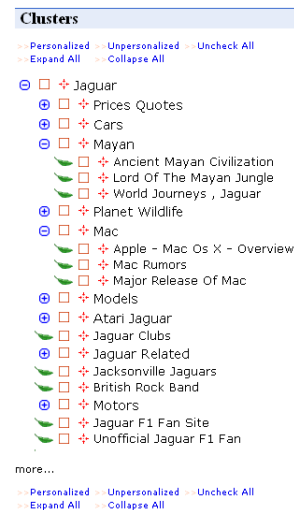 Clusters
>>Personalized >>Unpersonalized >>Uncheck All
>>Expand All >>Collapse All
Jaguar
Prices Quotes
Cars
Mayan
Ancient Mayan Civilization
Lord Of The Mayan Jungle
World Journeys , Jaguar
Planet Wildlife
Mac
Apple - Mac Os X - Overview
Mac Rumors
Major Release Of Mac
Models
Atari Jaguar
Jaguar Clubs
Jaguar Related
Jacksonville Jaguars
British Rock Band
Motors
Jaguar F1 Fan Site
Unofficial Jaguar F1 Fan
more...
>>Personalized >>Unpersonalized >>Uncheck All
>>Expand All >>Collapse All